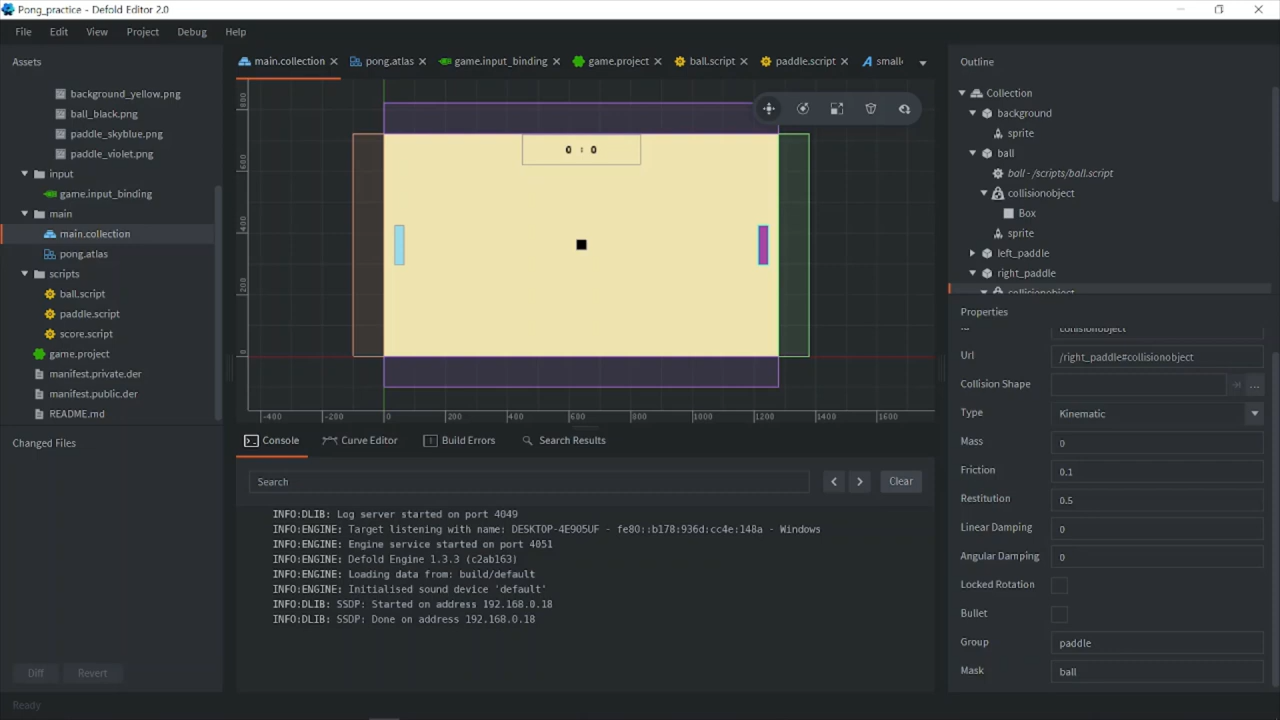 Pong_practice - Defold Editor 2.0
File Edit View Project Debug Help
Assets
background_yellow.png
ball_black.png
paddle_skyblue.png
paddle_violet.png
input
game.input_binding
main
main.collection
pong.atlas
scripts
ball.script
paddle.script
score.script
game.project
manifest.private.der
manifest.public.der
README.md
Changed Files
Diff Revert
Ready
main.collection pong.atlas game.input_binding game.project ball.script paddle.script small
800
600
400
200
0
-400 -200 0 200 400 600 800 1000 1200 1400 1600
0 : 0
Console Curve Editor Build Errors Search Results
Search
Clear
INFO:DLIB: Log server started on port 4049
INFO:ENGINE: Target listening with name: DESKTOP-4E905UF - fe80::b178:936d:cc4e:148a - Windows
INFO:ENGINE: Engine service started on port 4051
INFO:ENGINE: Defold Engine 1.3.3 (c2ab163)
INFO:ENGINE: Loading data from: build/default
INFO:ENGINE: Initialised sound device 'default'
INFO:DLIB: SSDP: Started on address 192.168.0.18
INFO:DLIB: SSDP: Done on address 192.168.0.18
Outline
Collection
background
sprite
ball
ball - /scripts/ball.script
collisionobject
Box
sprite
left_paddle
right_paddle
collisionobject
Properties
Id collisionobject
Url /right_paddle#collisionobject
Collision Shape ...
Type Kinematic
Mass 0
Friction 0.1
Restitution 0.5
Linear Damping 0
Angular Damping 0
Locked Rotation
Bullet
Group paddle
Mask ball